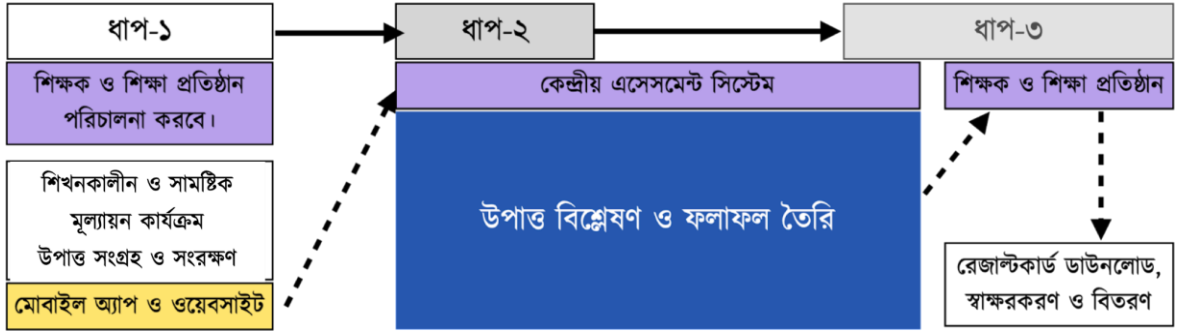 ধাপ-১
ধাপ-২
ধাপ-৩
শিক্ষক ও শিক্ষা প্রতিষ্ঠান
পরিচালনা করবে।
শিখনকালীন ও সামষ্টিক
মূল্যায়ন কার্যক্রম
উপাত্ত সংগ্রহ ও সংরক্ষণ
মোবাইল অ্যাপ ও ওয়েবসাইট
কেন্দ্রীয় এসেসমেন্ট সিস্টেম
উপাত্ত বিশ্লেষণ ও ফলাফল তৈরি
শিক্ষক ও শিক্ষা প্রতিষ্ঠান
রেজাল্টকার্ড ডাউনলোড,
স্বাক্ষরকরণ ও বিতরণ